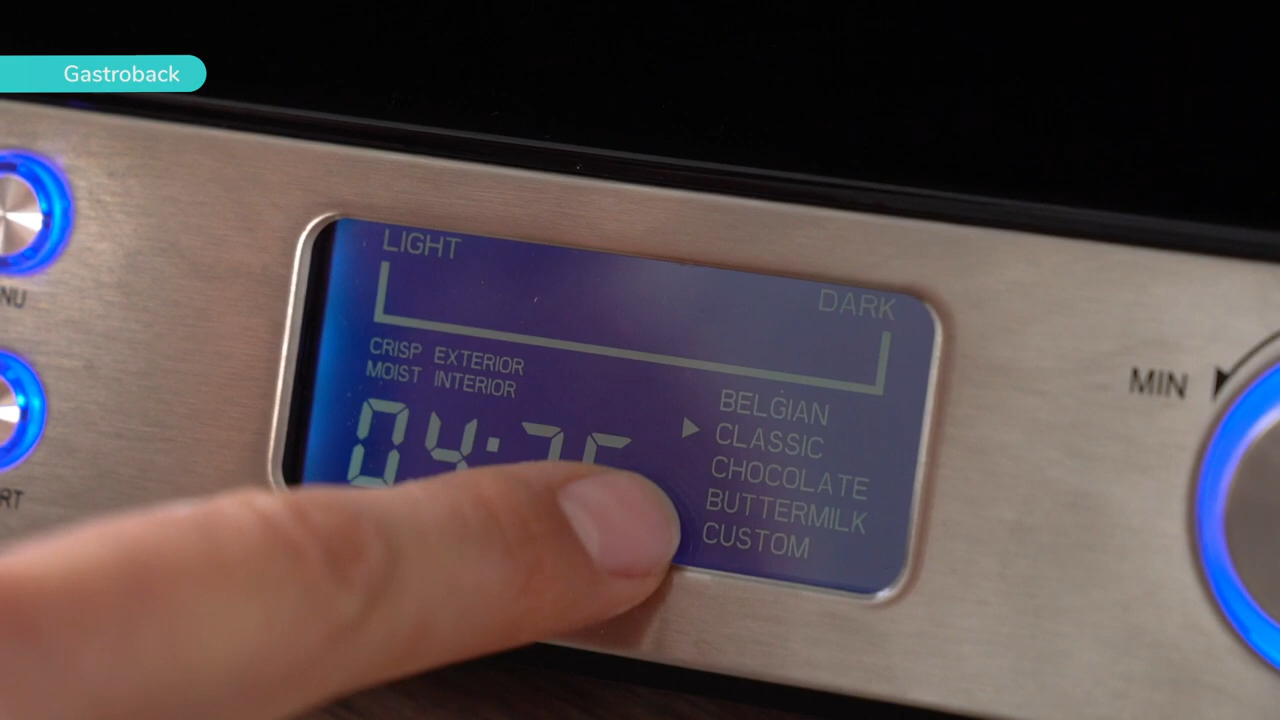 Gastroback
LIGHT
DARK
CRISP EXTERIOR
MOIST INTERIOR
BELGIAN
CLASSIC
CHOCOLATE
BUTTERMILK
CUSTOM
MIN